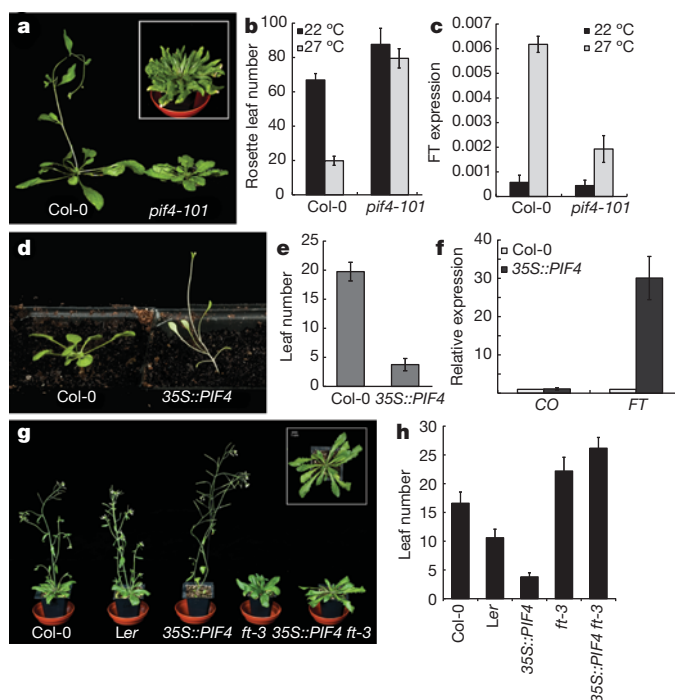 a
Col-0
pif4-101
b
22 °C
27 °C
Rosette leaf number
100
80
60
40
20
0
Col-0
pif4-101
c
22 °C
27 °C
FT expression
0.007
0.006
0.005
0.004
0.003
0.002
0.001
0
Col-0
pif4-101
d
Col-0
35S::PIF4
e
Leaf number
25
20
15
10
5
0
Col-0
35S::PIF4
f
Col-0
35S::PIF4
Relative expression
40
30
20
10
CO
FT
g
Col-0
Ler
35S::PIF4
ft-3
35S::PIF4 ft-3
h
Leaf number
30
25
20
15
10
5
0
Col-0
Ler
35S::PIF4
ft-3
35S::PIF4 ft-3